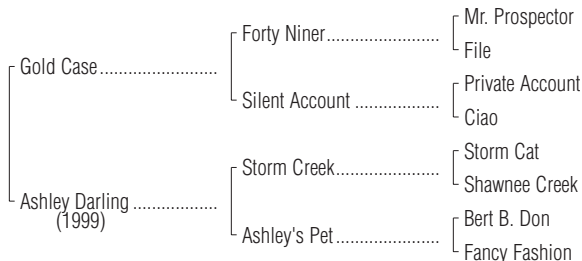 Mr. Prospector
Forty Niner....................................
File
Gold Case.......................................
Private Account
Silent Account ...........................
Ciao
Storm Cat
Storm Creek.................................
Shawnee Creek
Ashley Darling ............................
(1999)
Bert B. Don
Ashley's Pet.................................
Fancy Fashion